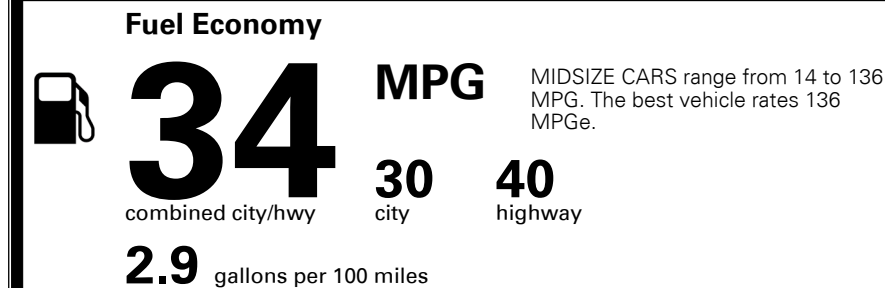 Fuel Economy
34
MPG
MIDSIZE CARS range from 14 to 136
MPG. The best vehicle rates 136
MPGe.
30 40
combined city/hwy city highway
2.9 gallons per 100 miles